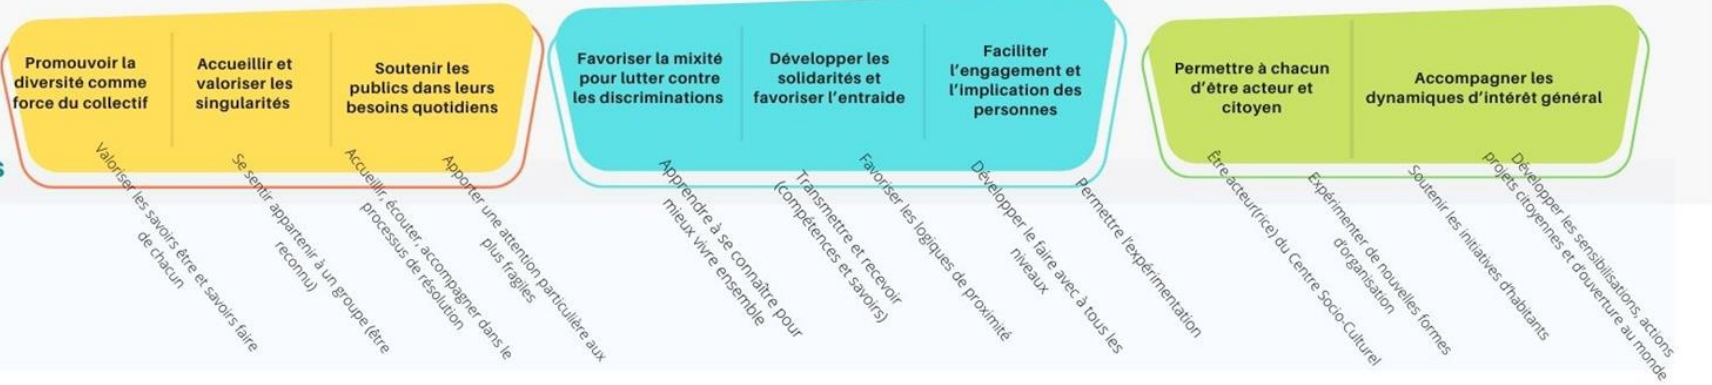 Promouvoir la
diversité comme
force du collectif
Accueillir et
valoriser les
singularités
Soutenir les
publics dans leurs
besoins quotidiens
Favoriser la mixité
pour lutter contre
les discriminations
Développer les
solidarités et
favoriser l'entraide
Faciliter
l'engagement et
l'implication des
personnes
Permettre à chacun
d'être acteur et
citoyen
Accompagner les
dynamiques d'intérêt général
s
Valoriser les savoirs être et savoirs faire
de chacun
Se sentir appartenir à un groupe (être
reconnu)
Accueillir, écouter, accompagner dans le
processus de résolution
Apporter une attention particulière aux
plus fragiles
Apprendre à se connaître pour
mieux vivre ensemble
Transmettre et recevoir
(compétences et savoirs)
Favoriser les logiques de proximité
Développer le faire avec à tous les
niveaux
Permettre l'expérimentation
Être acteur(rice) du Centre Socio-Culturel
Expérimenter de nouvelles formes
d'organisation
Soutenir les initiatives d'habitants
Développer les sensibilisations, actions
projets citoyennes et d'ouverture au monde